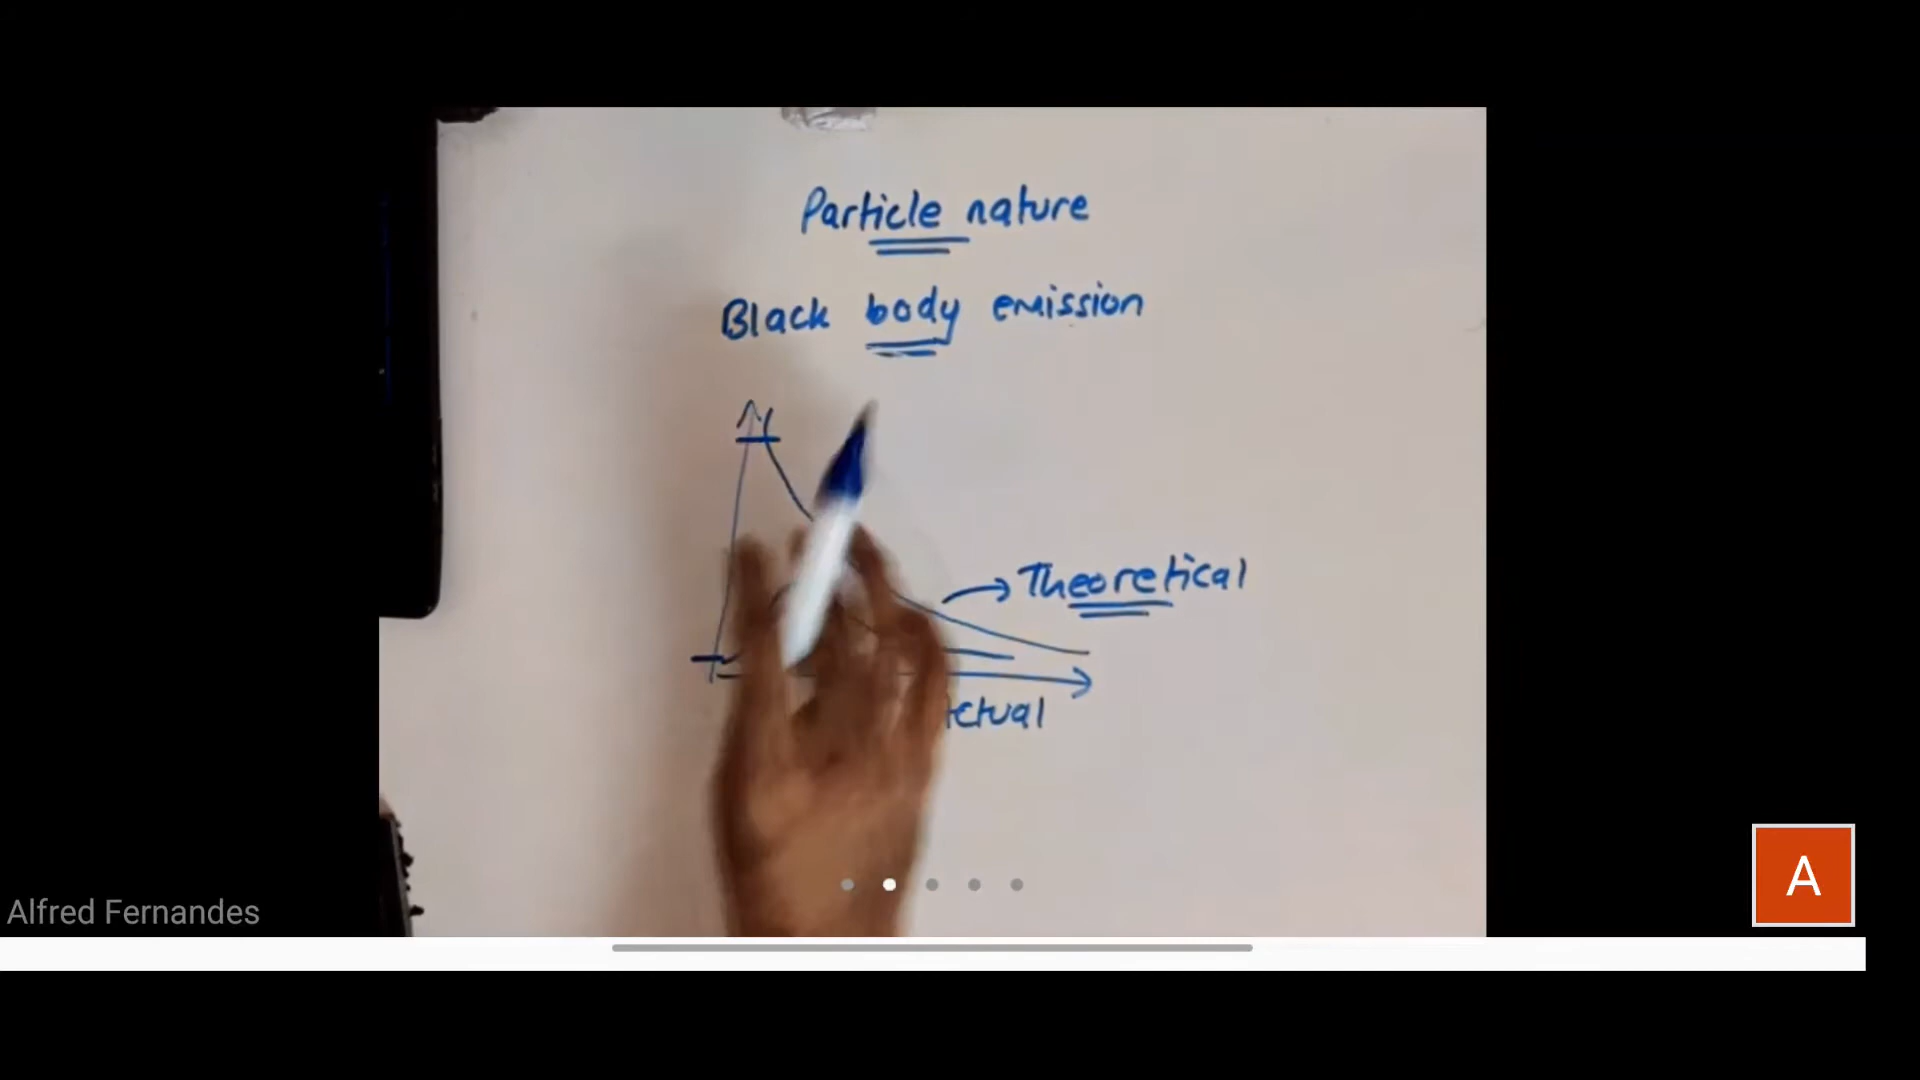 Particle nature
Black body emission
Theoretical
Alfred Fernandes
A